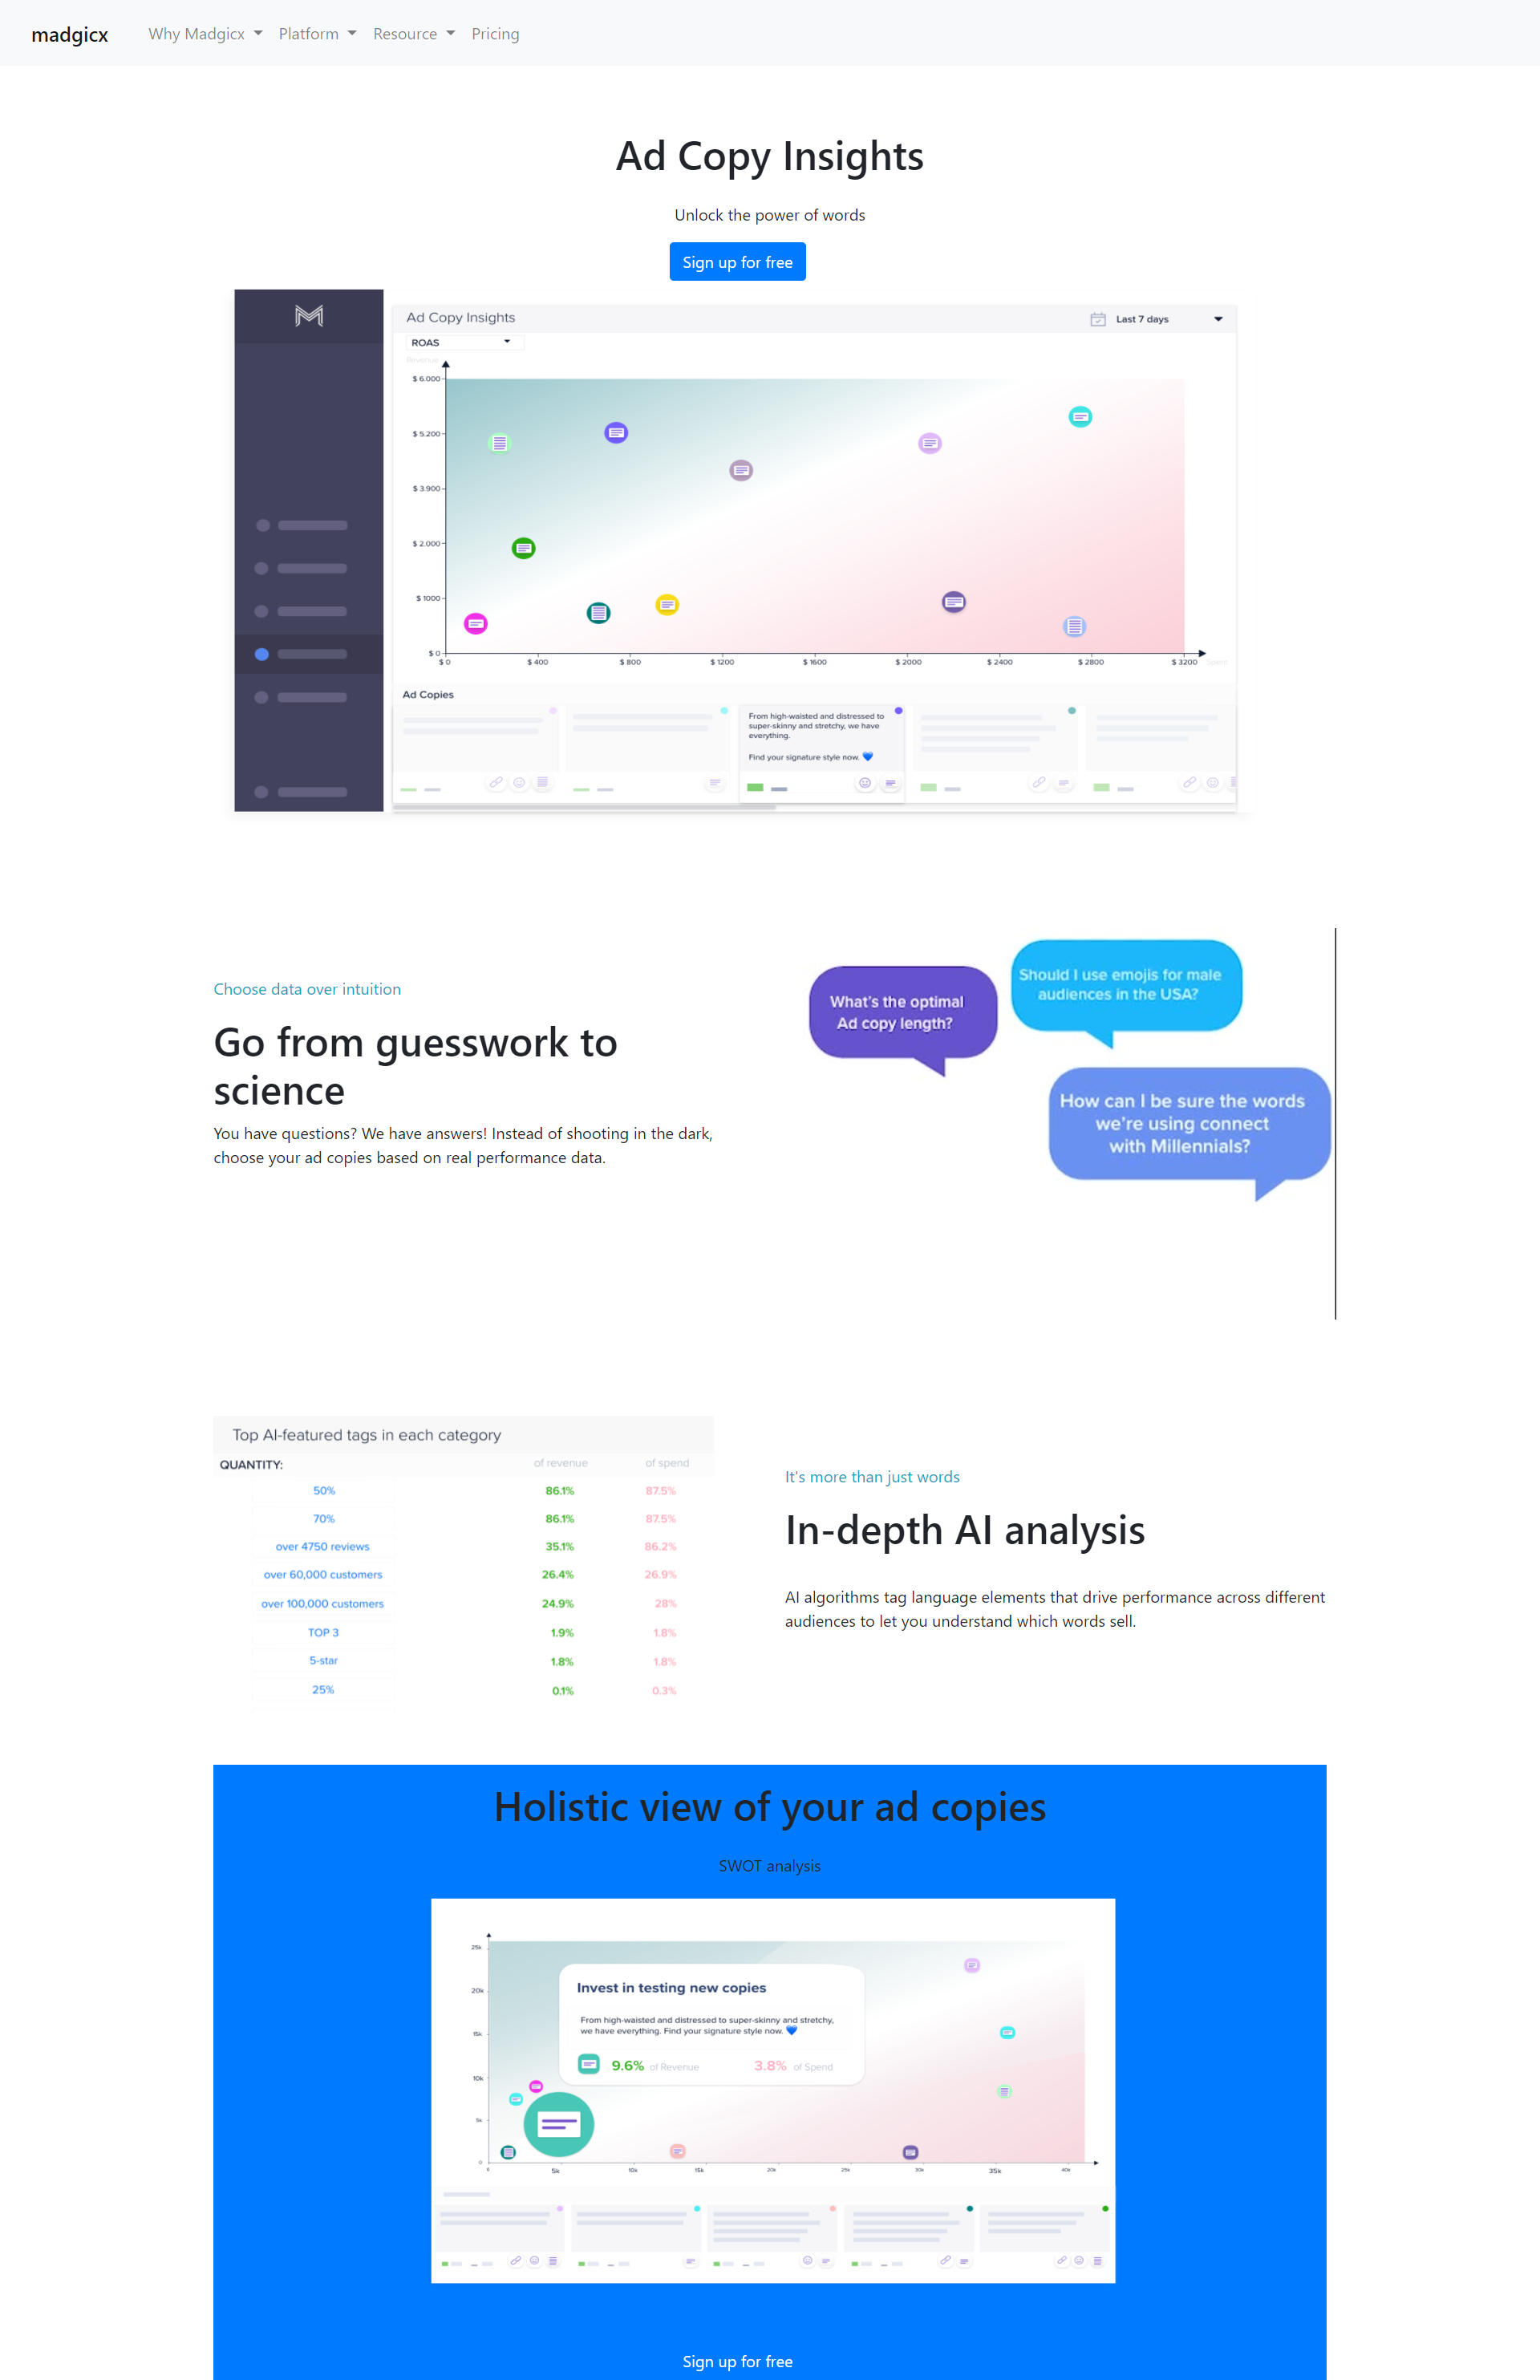 madgicx
Why Madgicx
Platform
Resource
Pricing
Ad Copy Insights
Unlock the power of words
Sign up for free
Ad Copy Insights
Last 7 days
ROAS
Revenue
$ 6.000
$ 5.200
$ 3.900
$ 2.000
$ 1000
$ 0
$ 0 $ 400 $ 800 $ 1200 $ 1600 $ 2000 $ 2400 $ 2800 $ 3200 Spend
Ad Copies
From high-waisted and distressed to
super-skinny and stretchy, we have
everything.
Find your signature style now. 💙
Choose data over intuition
Go from guesswork to
science
You have questions? We have answers! Instead of shooting in the dark,
choose your ad copies based on real performance data.
What's the optimal
Ad copy length?
Should I use emojis for male
audiences in the USA?
How can I be sure the words
we're using connect
with Millennials?
Top AI-featured tags in each category
QUANTITY: of revenue of spend
50% 86.1% 87.5%
70% 86.1% 87.5%
over 4750 reviews 35.1% 86.2%
over 60,000 customers 26.4% 26.9%
over 100,000 customers 24.9% 28%
TOP 3 1.9% 1.8%
5-star 1.8% 1.8%
25% 0.1% 0.3%
It's more than just words
In-depth AI analysis
AI algorithms tag language elements that drive performance across different
audiences to let you understand which words sell.
Holistic view of your ad copies
SWOT analysis
25k
20k
15k
10k
5k
0
0 5k 10k 15k 20k 25k 30k 35k 40k
Invest in testing new copies
From high-waisted and distressed to super-skinny and stretchy,
we have everything. Find your signature style now. 💙
9.6% of Revenue 3.8% of Spend
Sign up for free